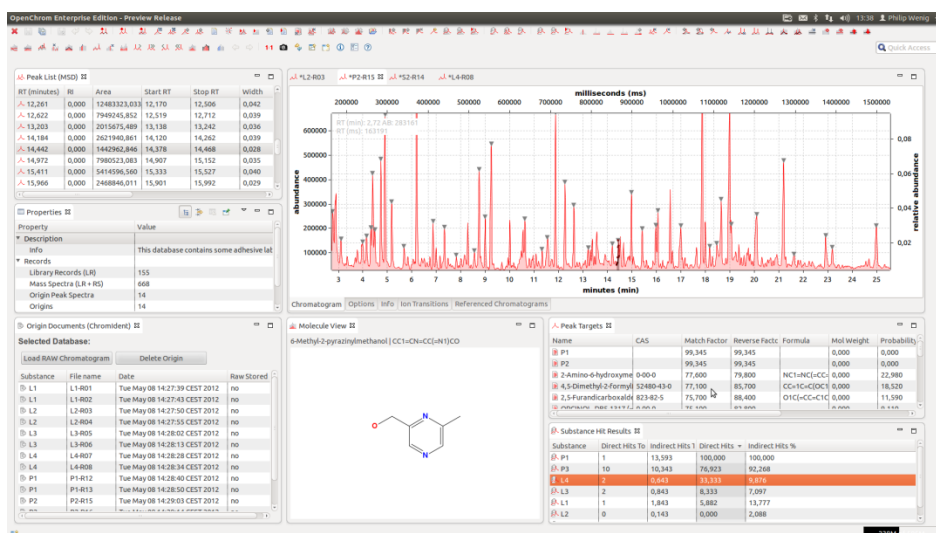 OpenChrom Enterprise Edition - Preview Release
13:38 Philip Wenig
Quick Access
Peak List (MSD)
RT (minutes) RI Area Start RT Stop RT Width
12,261 0,000 12483323,033 12,170 12,506 0,042
12,622 0,000 7949245,852 12,519 12,712 0,039
13,203 0,000 2015675,489 13,138 13,242 0,036
14,184 0,000 2621940,861 14,120 14,262 0,039
14,442 0,000 1442962,846 14,378 14,468 0,028
14,972 0,000 7980523,083 14,907 15,152 0,035
15,411 0,000 5414596,560 15,333 15,527 0,040
15,966 0,000 2468846,011 15,901 15,992 0,029
Properties
Property Value
Description
Info This database contains some adhesive lab
Records
Library Records (LR) 155
Mass Spectra (LR + RS) 668
Origin Peak Spectra 14
Origins 14
*L2-R03 *P2-R15 *S2-R14 *L4-R08
milliseconds (ms)
200000 300000 400000 500000 600000 700000 800000 900000 1000000 1100000 1200000 1300000 1400000 1500000
RT (min): 2,72 AB: 283161
RT (ms): 163191
600000
500000
400000
300000
200000
100000
abundance
0,08
0,06
0,04
0,02
relative abundance
3 4 5 6 7 8 9 10 11 12 13 14 15 16 17 18 19 20 21 22 23 24 25
minutes (min)
Chromatogram Options Info Ion Transitions Referenced Chromatograms
Origin Documents (ChromIdent)
Selected Database:
Load RAW Chromatogram Delete Origin
Substance File name Date Raw Stored
L1 L1-R01 Tue May 08 14:27:39 CEST 2012 no
L1 L1-R02 Tue May 08 14:27:43 CEST 2012 no
L2 L2-R03 Tue May 08 14:27:50 CEST 2012 no
L2 L2-R04 Tue May 08 14:27:55 CEST 2012 no
L3 L3-R05 Tue May 08 14:28:02 CEST 2012 no
L3 L3-R06 Tue May 08 14:28:13 CEST 2012 no
L4 L4-R07 Tue May 08 14:28:28 CEST 2012 no
L4 L4-R08 Tue May 08 14:28:34 CEST 2012 no
P1 P1-R12 Tue May 08 14:28:40 CEST 2012 no
P1 P1-R13 Tue May 08 14:28:50 CEST 2012 no
P2 P2-R15 Tue May 08 14:29:03 CEST 2012 no
Molecule View
6-Methyl-2-pyrazinylmethanol | CC1=CN=CC(=N1)CO
O
N
N
Peak Targets
Name CAS Match Factor Reverse Facto Formula Mol Weight Probability
P1 99,345 99,345 0,000 0,000
P2 99,345 99,345 0,000 0,000
2-Amino-6-hydroxyme 0-00-0 77,600 79,800 NC1=NC(=CC= 0,000 22,980
4,5-Dimethyl-2-formyli 52480-43-0 77,100 85,700 CC=1C=C(OC1 0,000 18,520
2,5-Furandicarboxalde 823-82-5 75,700 88,400 O1C(=CC=C1C 0,000 11,590
Substance Hit Results
Substance Direct Hits To Indirect Hits T Direct Hits Indirect Hits %
P1 1 13,593 100,000 100,000
P3 10 10,343 76,923 92,268
L4 2 0,643 33,333 9,876
L3 2 0,843 8,333 7,097
L1 1 1,843 5,882 13,777
L2 0 0,143 0,000 2,088